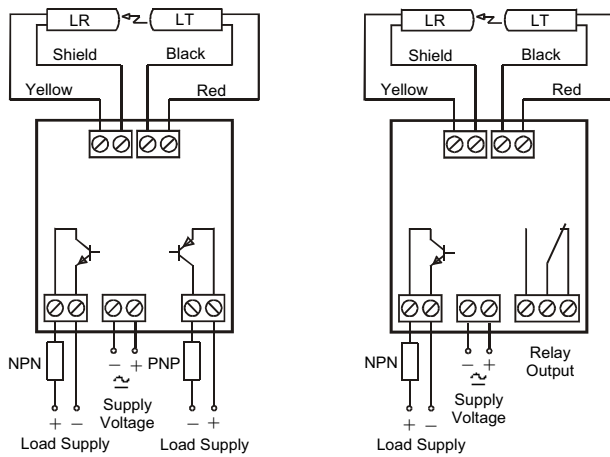 LR LT
Shield Black
Yellow Red
NPN − + PNP
Supply
Voltage
+ − − +
Load Supply Load Supply
LR LT
Shield Black
Yellow Red
NPN − + Relay
Output
Supply
Voltage
+ −
Load Supply